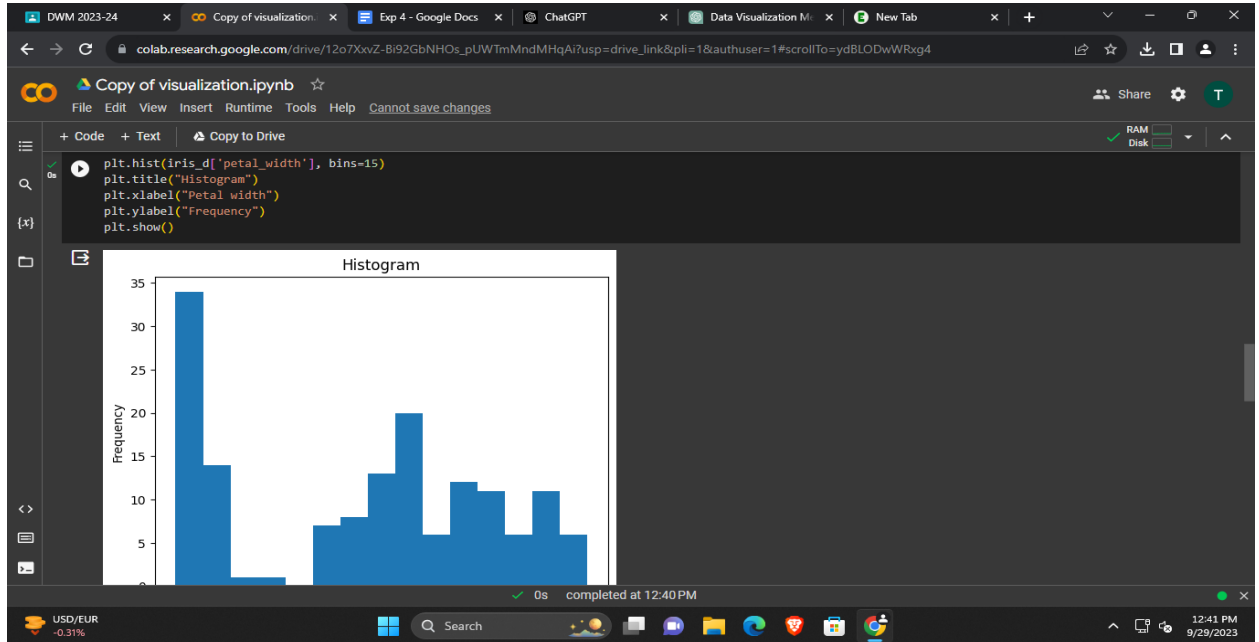 DWM 2023-24
Copy of visualization.
Exp 4 - Google Docs
ChatGPT
Data Visualization Me
New Tab
colab.research.google.com/drive/12o7XxvZ-Bi92GbNHOs_pUWTmMndMHqAi?usp=drive_link&pli=1&authuser=1#scrollTo=ydBLODwWRxg4
CO
Copy of visualization.ipynb
Share
T
File Edit View Insert Runtime Tools Help Cannot save changes
+ Code + Text Copy to Drive
RAM
Disk
0s
plt.hist(iris_d['petal_width'], bins=15)
plt.title("Histogram")
plt.xlabel("Petal width")
plt.ylabel("Frequency")
plt.show()
{x}
Histogram
35
30
25
20
15
10
5
Frequency
0s completed at 12:40 PM
USD/EUR
-0.31%
Search
12:41 PM
9/29/2023